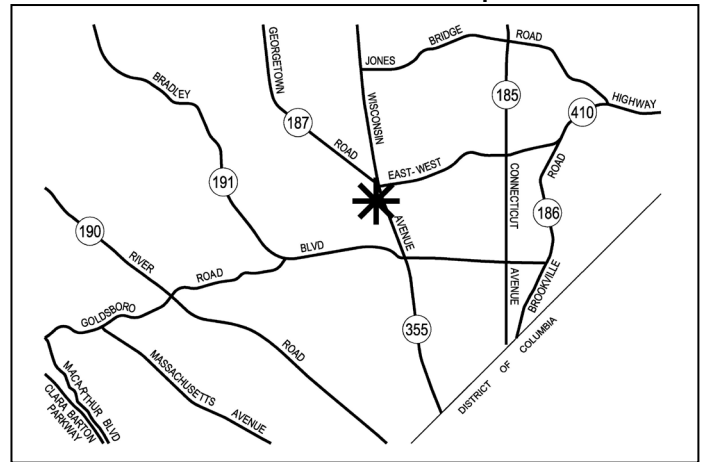 BRIDGE ROAD
JONES
GEORGETOWN
ROAD
187
WISCONSIN
AVENUE
355
185
CONNECTICUT
AVENUE
410
HIGHWAY
EAST-WEST
ROAD
186
BROOKVILLE
BRADLEY
191
BLVD
190
RIVER
ROAD
GOLDSBORO
ROAD
MASSACHUSETTS
AVENUE
MACARTHUR BLVD
CLARA BARTON
PARKWAY
DISTRICT OF COLUMBIA